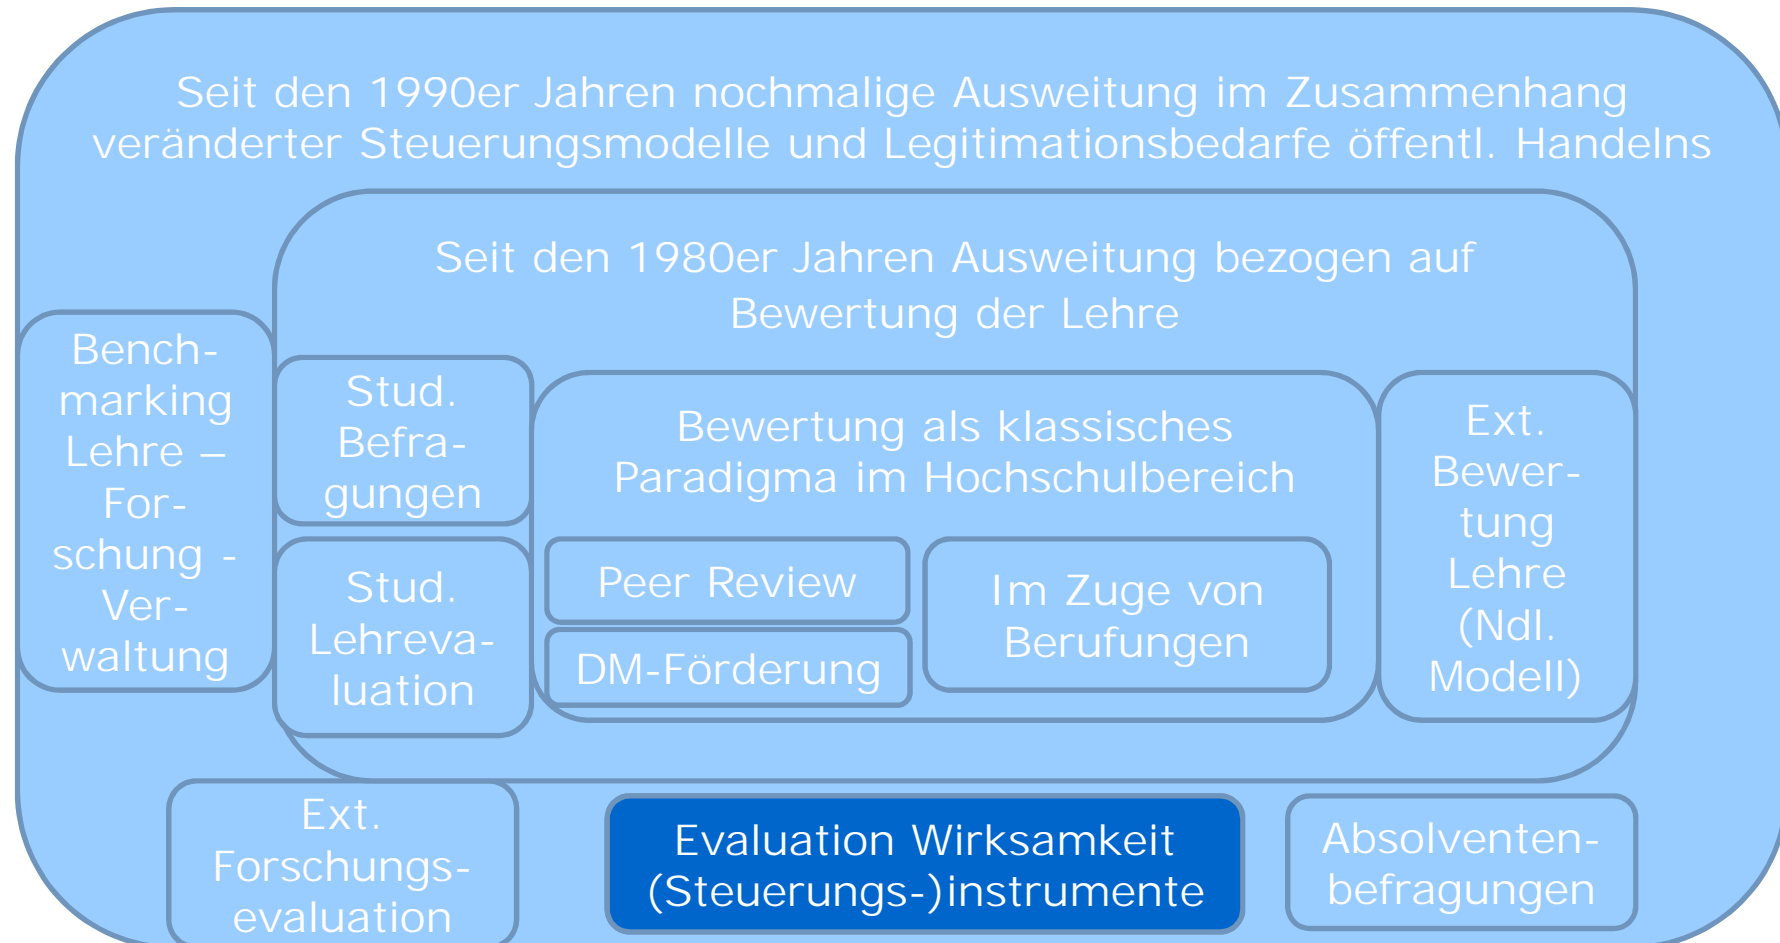 Seit den 1990er Jahren nochmalige Ausweitung im Zusammenhang
veränderter Steuerungsmodelle und Legitimationsbedarfe öffentl. Handelns
Seit den 1980er Jahren Ausweitung bezogen auf
Bewertung der Lehre
Bench-
marking
Lehre –
For-
schung -
Ver-
waltung
Stud.
Befra-
gungen
Stud.
Lehreva-
luation
Bewertung als klassisches
Paradigma im Hochschulbereich
Peer Review
DM-Förderung
Im Zuge von
Berufungen
Ext.
Bewer-
tung
Lehre
(Ndl.
Modell)
Ext.
Forschungs-
evaluation
Evaluation Wirksamkeit
(Steuerungs-)instrumente
Absolventen-
befragungen